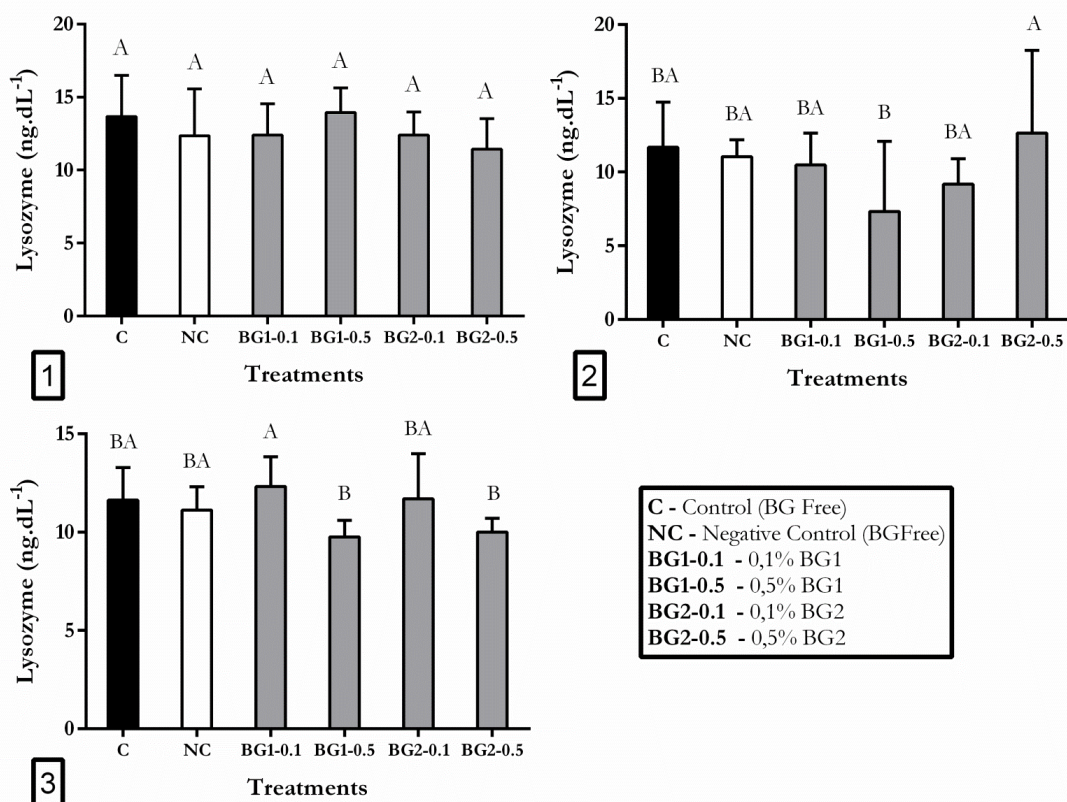 20
15
10
5
0
Lysozyme (ng.dL-1)
A
A
A
A
A
A
C
NC
BG1-0.1
BG1-0.5
BG2-0.1
BG2-0.5
Treatments
1
20
15
10
5
0
Lysozyme (ng.dL-1)
BA
BA
BA
B
BA
A
C
NC
BG1-0.1
BG1-0.5
BG2-0.1
BG2-0.5
Treatments
2
15
10
5
0
Lysozyme (ng.dL-1)
BA
BA
A
B
BA
B
C
NC
BG1-0.1
BG1-0.5
BG2-0.1
BG2-0.5
Treatments
3
C - Control (BG Free)
NC - Negative Control (BGFree)
BG1-0.1 - 0,1% BG1
BG1-0.5 - 0,5% BG1
BG2-0.1 - 0,1% BG2
BG2-0.5 - 0,5% BG2